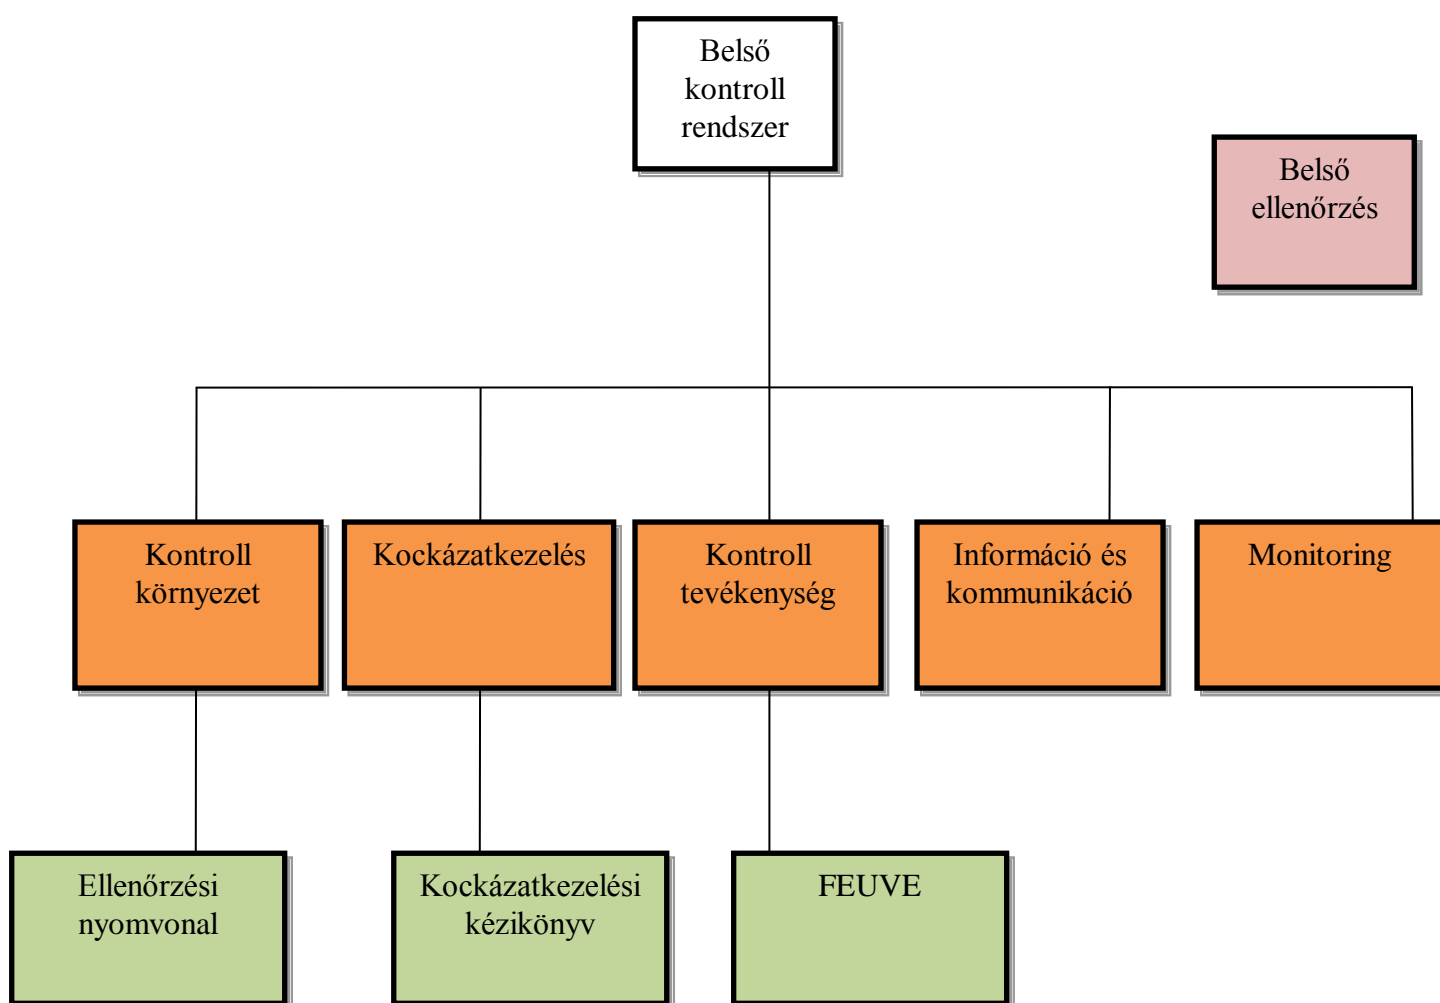 Belső
kontroll
rendszer
Belső
ellenőrzés
Kontroll
környezet
Kockázatkezelés
Kontroll
tevékenység
Információ és
kommunikáció
Monitoring
Ellenőrzési
nyomvonal
Kockázatkezelési
kézikönyv
FEUVE